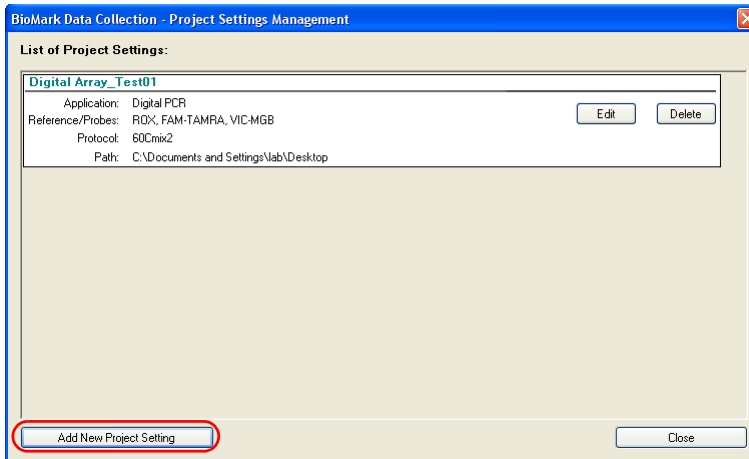 BioMark Data Collection - Project Settings Management
List of Project Settings:
Digital Array_Test01
Application: Digital PCR
Reference/Probes: ROX, FAM-TAMRA, VIC-MGB
Edit Delete
Protocol: 60Cmix2
Path: C:\Documents and Settings\lab\Desktop
Add New Project Setting Close